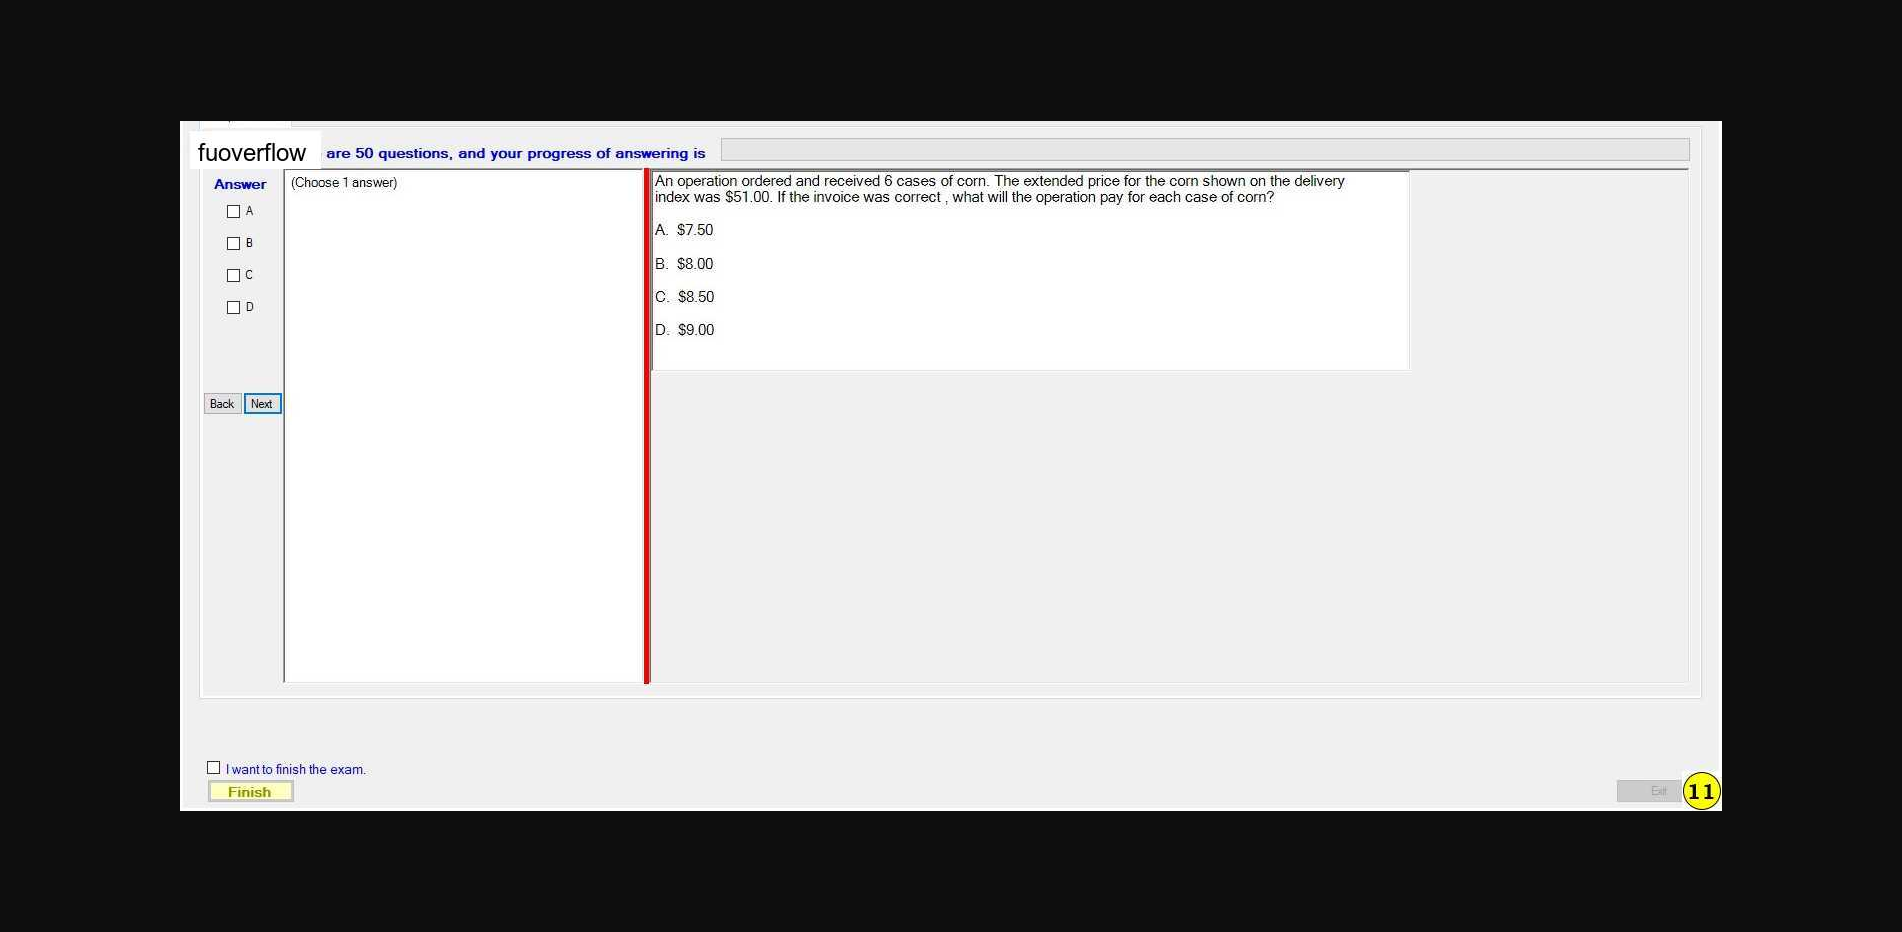 fuoverflow are 50 questions, and your progress of answering is
Answer
A
B
C
D
Back Next
(Choose 1 answer)
An operation ordered and received 6 cases of corn. The extended price for the corn shown on the delivery
index was $51.00. If the invoice was correct , what will the operation pay for each case of corn?
A. $7.50
B. $8.00
C. $8.50
D. $9.00
I want to finish the exam.
Finish
Exit
11